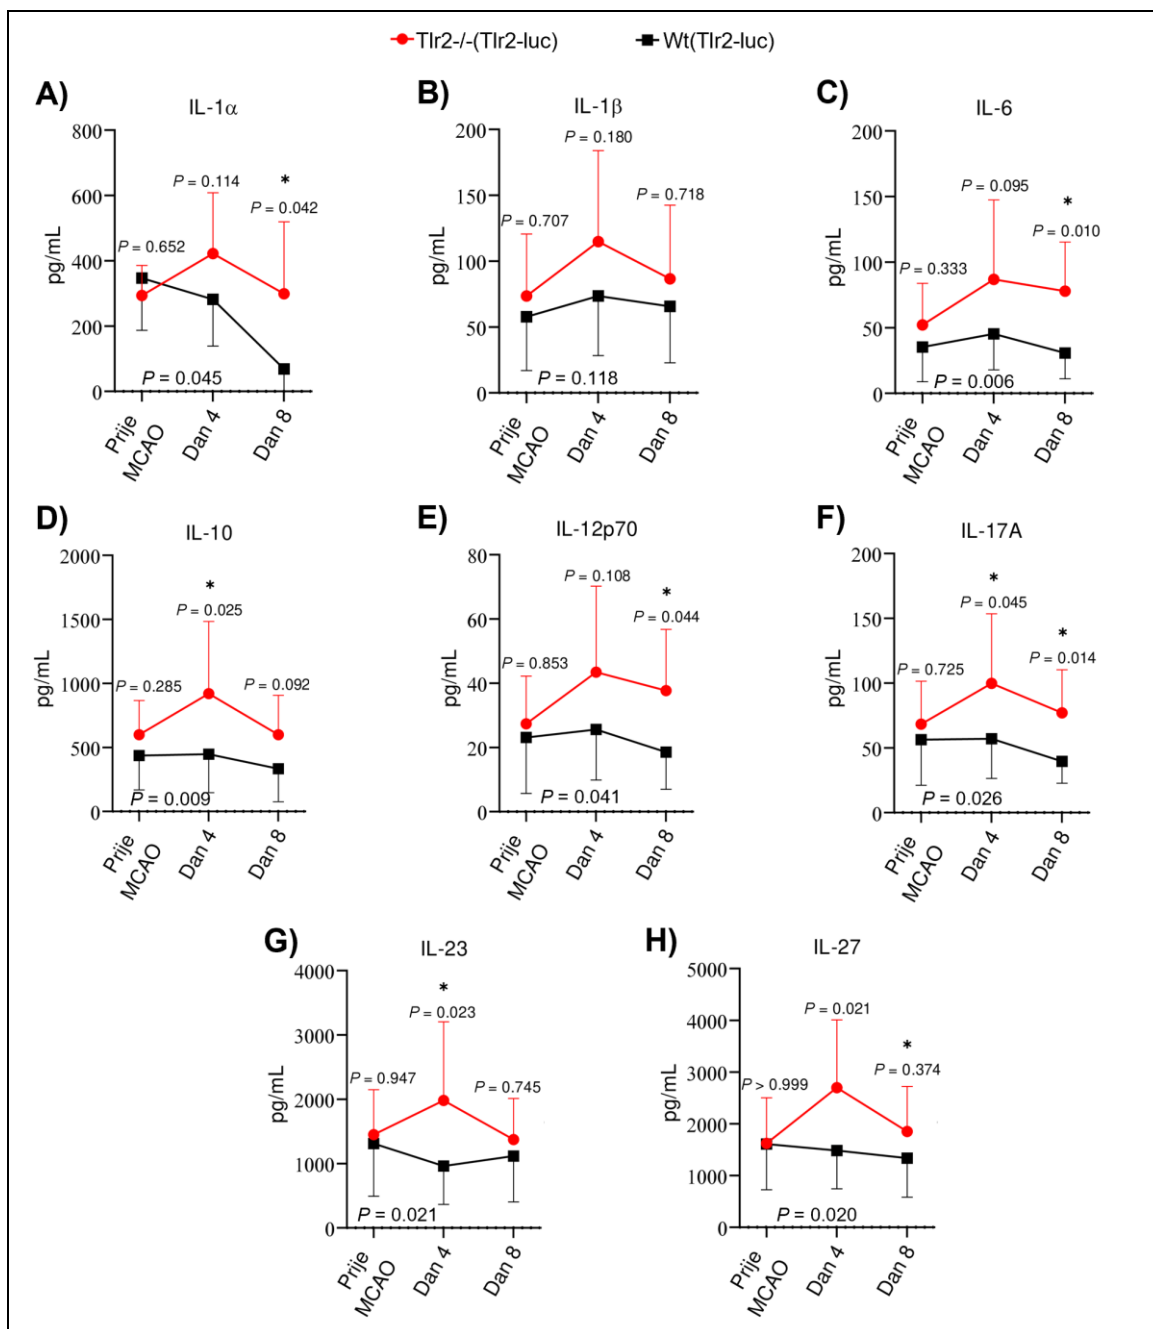 Tlr2-/-(Tlr2-luc) Wt(Tlr2-luc)
A) IL-1α
800
600
400
200
0
pg/mL
P = 0.652
P = 0.114
*
P = 0.042
P = 0.045
Prije MCAO
Dan 4
Dan 8
B) IL-1β
200
150
100
50
0
pg/mL
P = 0.707
P = 0.180
P = 0.718
P = 0.118
Prije MCAO
Dan 4
Dan 8
C) IL-6
200
150
100
50
0
pg/mL
P = 0.333
P = 0.095
*
P = 0.010
P = 0.006
Prije MCAO
Dan 4
Dan 8
D) IL-10
2000
1500
1000
500
0
pg/mL
P = 0.285
*
P = 0.025
P = 0.092
P = 0.009
Prije MCAO
Dan 4
Dan 8
E) IL-12p70
80
60
40
20
0
pg/mL
P = 0.853
P = 0.108
*
P = 0.044
P = 0.041
Prije MCAO
Dan 4
Dan 8
F) IL-17A
200
150
100
50
0
pg/mL
P = 0.725
*
P = 0.045
*
P = 0.014
P = 0.026
Prije MCAO
Dan 4
Dan 8
G) IL-23
4000
3000
2000
1000
0
pg/mL
P = 0.947
*
P = 0.023
P = 0.745
P = 0.021
Prije MCAO
Dan 4
Dan 8
H) IL-27
5000
4000
3000
2000
1000
0
pg/mL
P > 0.999
P = 0.021
*
P = 0.374
P = 0.020
Prije MCAO
Dan 4
Dan 8